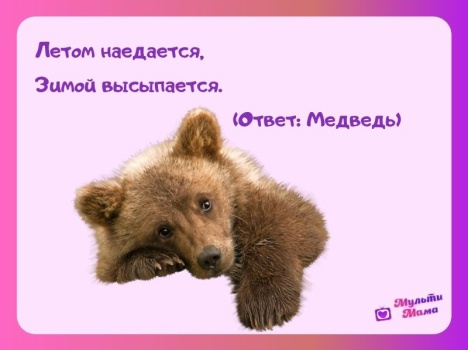 Летом наедается,
Зимой высыпается.
(Ответ: Медведь)
Мульти
Мама